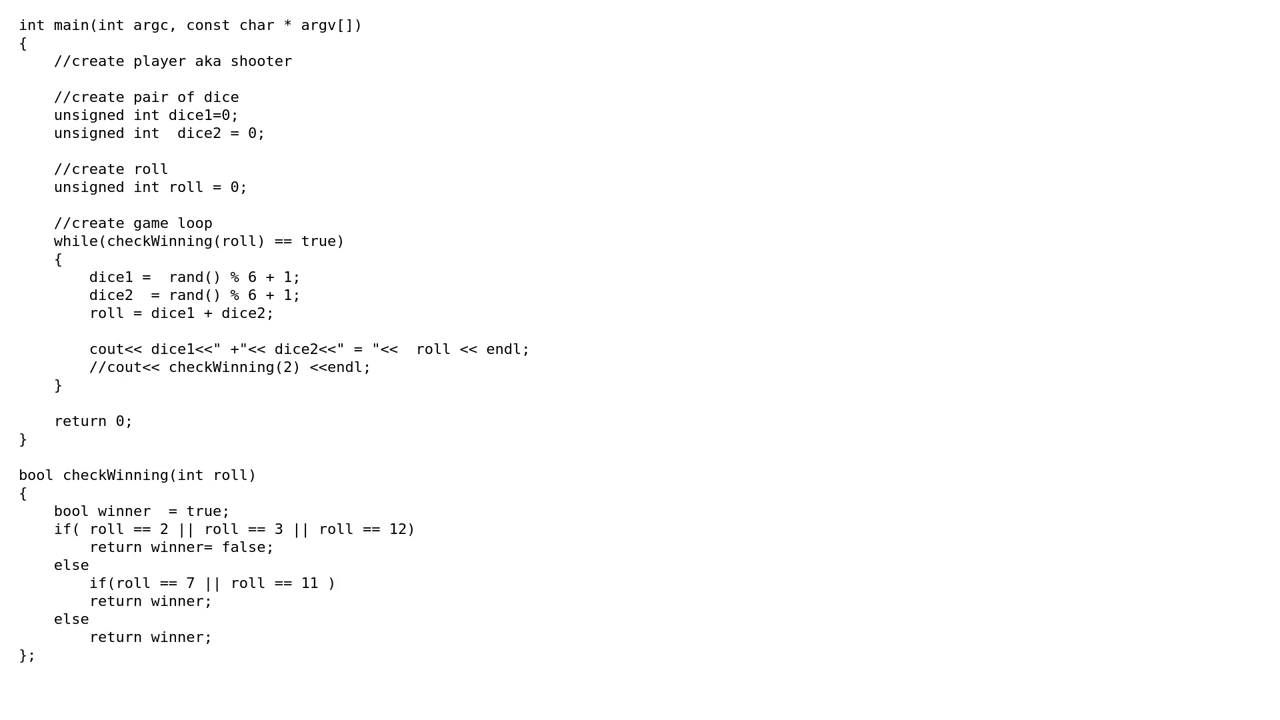 int main(int argc, const char * argv[])
{
    //create player aka shooter

    //create pair of dice
    unsigned int dice1=0;
    unsigned int  dice2 = 0;

    //create roll
    unsigned int roll = 0;

    //create game loop
    while(checkWinning(roll) == true)
    {
        dice1 =  rand() % 6 + 1;
        dice2  = rand() % 6 + 1;
        roll = dice1 + dice2;

        cout<< dice1<<" +"<< dice2<<" = "<<  roll << endl;
        //cout<< checkWinning(2) <<endl;
    }

    return 0;
}

bool checkWinning(int roll)
{
    bool winner  = true;
    if( roll == 2 || roll == 3 || roll == 12)
        return winner= false;
    else
        if(roll == 7 || roll == 11 )
        return winner;
    else
        return winner;
};